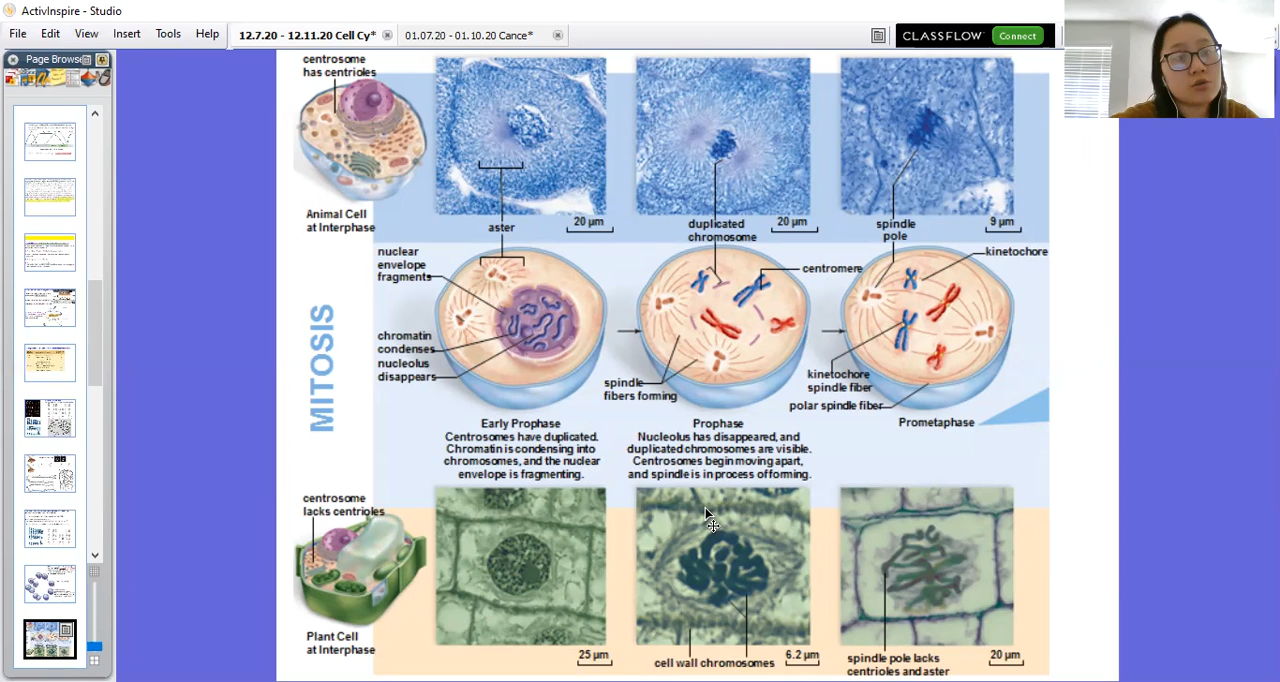 ActivInspire - Studio
File Edit View Insert Tools Help
12.7.20 - 12.11.20 Cell Cy*
01.07.20 - 01.10.20 Cance*
CLASSFLOW Connect
Page Browse
centrosome
has centrioles
Animal Cell
at Interphase
aster
20 µm
duplicated
chromosome
20 µm
spindle
pole
9 µm
MITOSIS
nuclear
envelope
fragments
chromatin
condenses
nucleolus
disappears
centromere
spindle
fibers forming
kinetochore
kinetochore
spindle fiber
polar spindle fiber
Early Prophase
Centrosomes have duplicated.
Chromatin is condensing into
chromosomes, and the nuclear
envelope is fragmenting.
Prophase
Nucleolus has disappeared, and
duplicated chromosomes are visible.
Centrosomes begin moving apart,
and spindle is in process of forming.
Prometaphase
centrosome
lacks centrioles
Plant Cell
at Interphase
25 µm
cell wall chromosomes
6.2 µm
spindle pole lacks
centrioles and aster
20 µm